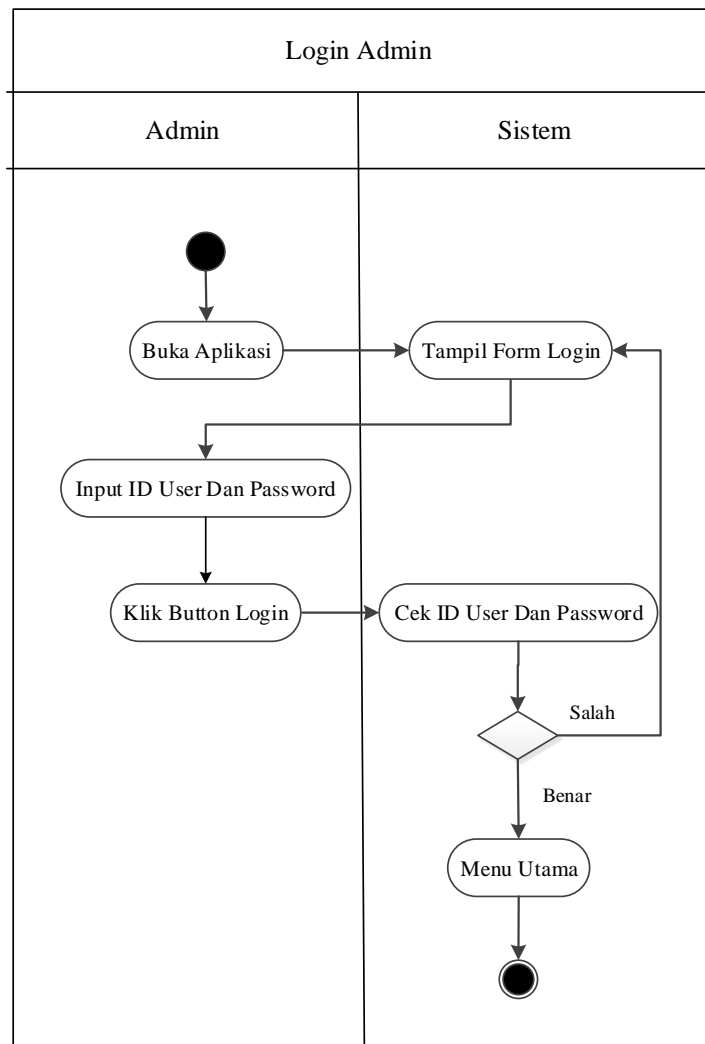 Login Admin
Admin
Sistem
Buka Aplikasi
Tampil Form Login
Input ID User Dan Password
Klik Button Login
Cek ID User Dan Password
Salah
Benar
Menu Utama